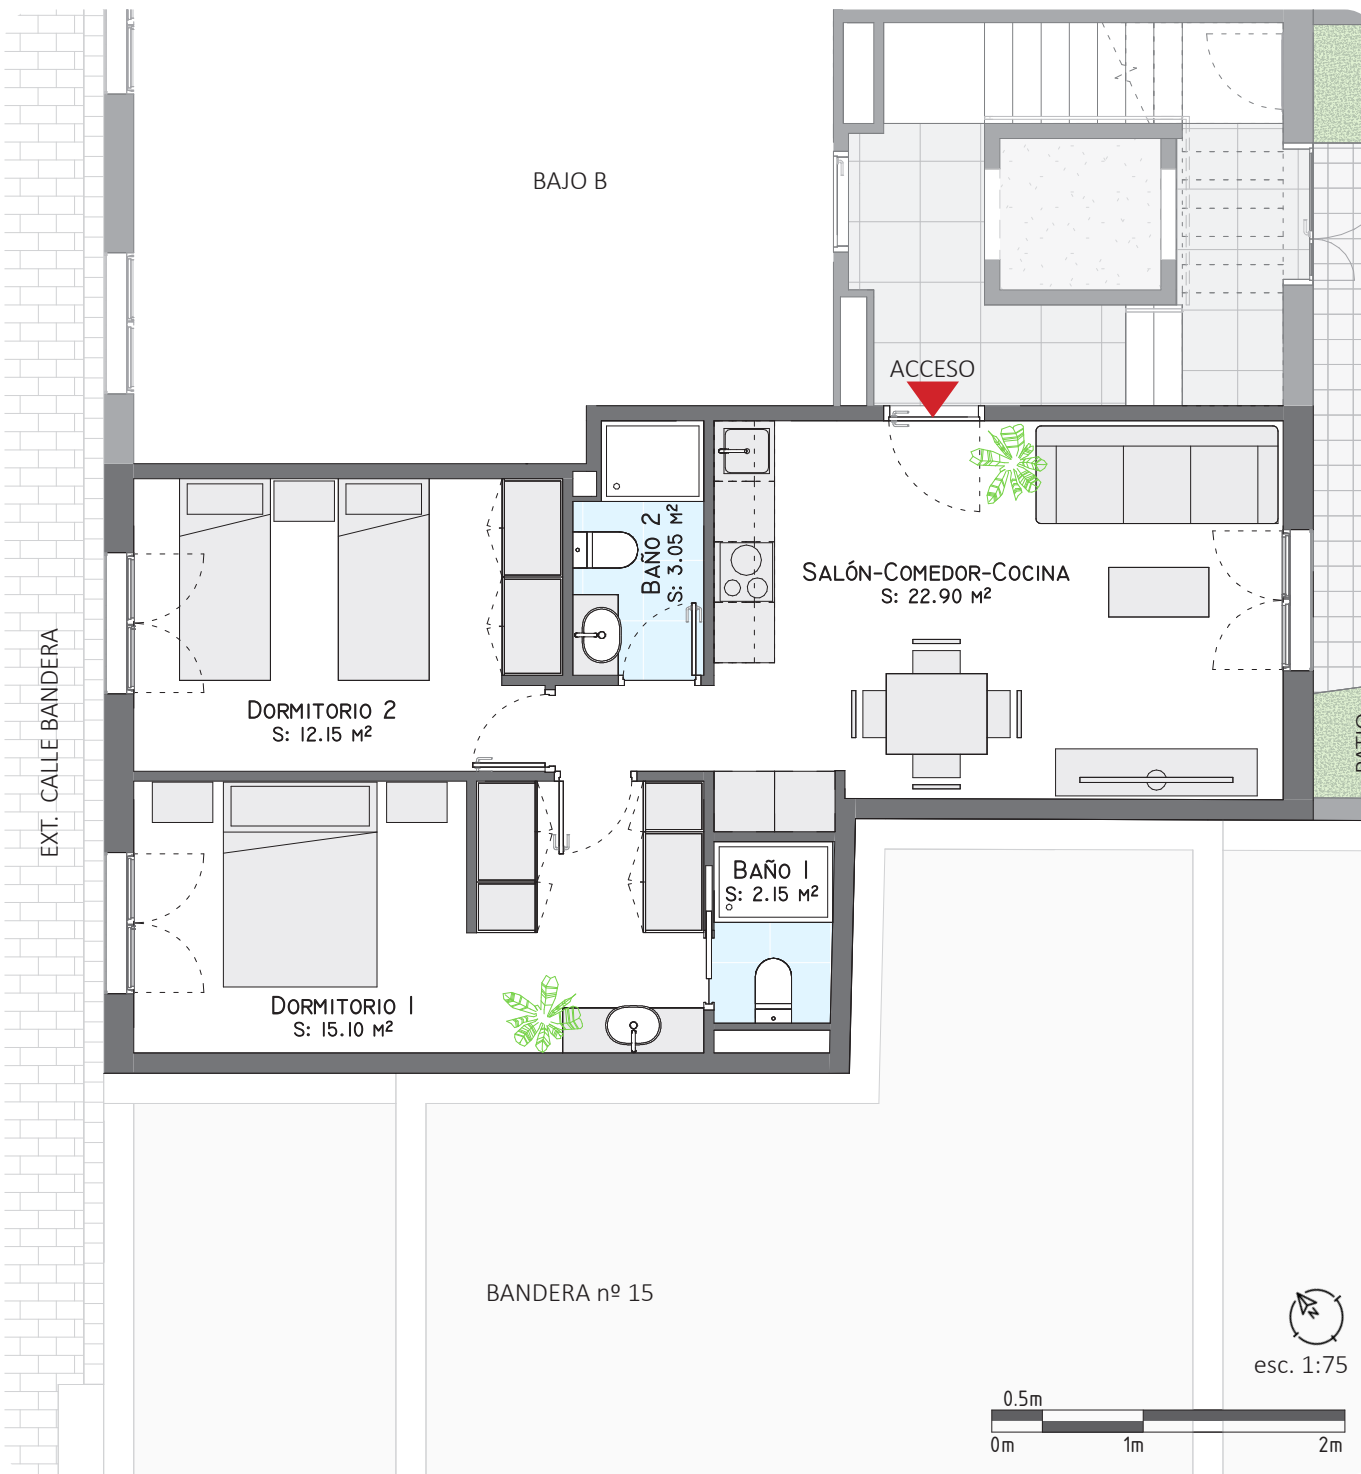 BAJO B
ACCESO
BAÑO 2
S: 3.05 M²
SALÓN-COMEDOR-COCINA
S: 22.90 M²
EXT. CALLE BANDERA
DORMITORIO 2
S: 12.15 M²
PATIO
BAÑO 1
S: 2.15 M²
DORMITORIO 1
S: 15.10 M²
BANDERA nº 15
N
esc. 1:75
0.5m
0m 1m 2m